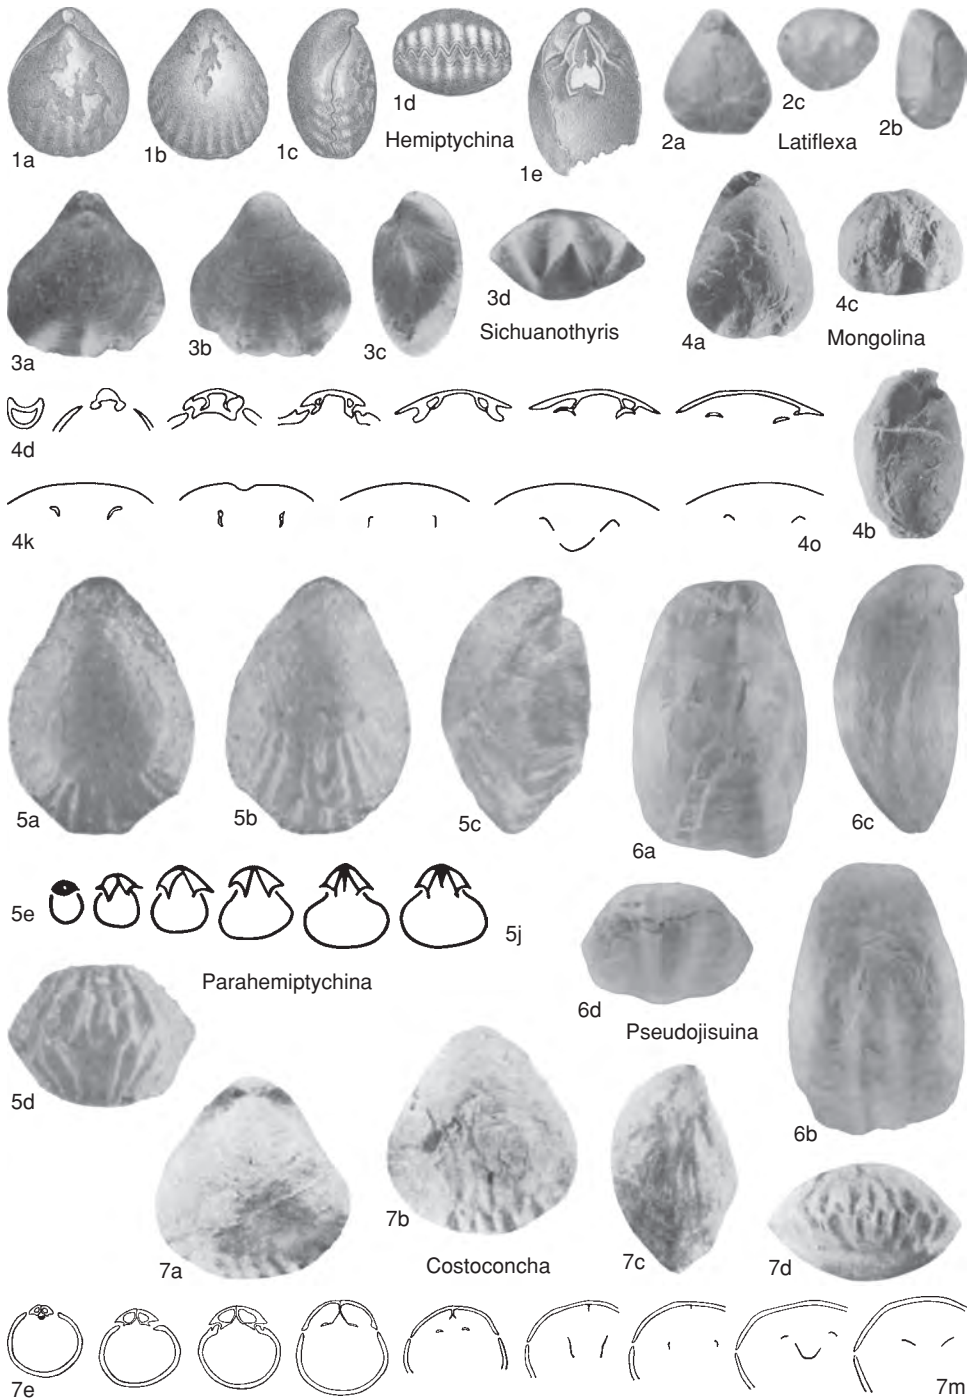 1a
1b
1c
1d
Hemiptychina
1e
2a
2c
Latiflexa
2b
3a
3b
3c
3d
Sichuanothyris
4a
4c
Mongolina
4d
4b
4k
4o
5a
5b
5c
6a
6c
5e
5j
Parahemiptychina
6d
Pseudojisuina
5d
6b
7a
7b
Costoconcha
7c
7d
7e
7m